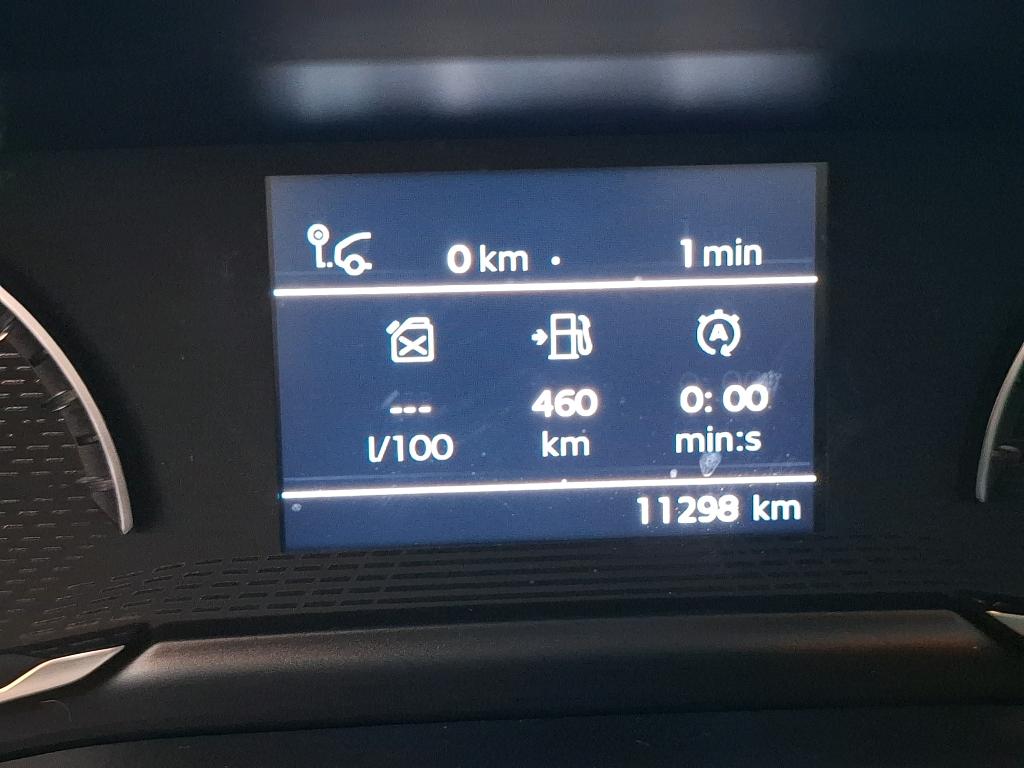 0 km • 1 min
A
--- 460 0: 00
l/100 km min:s
11298 km